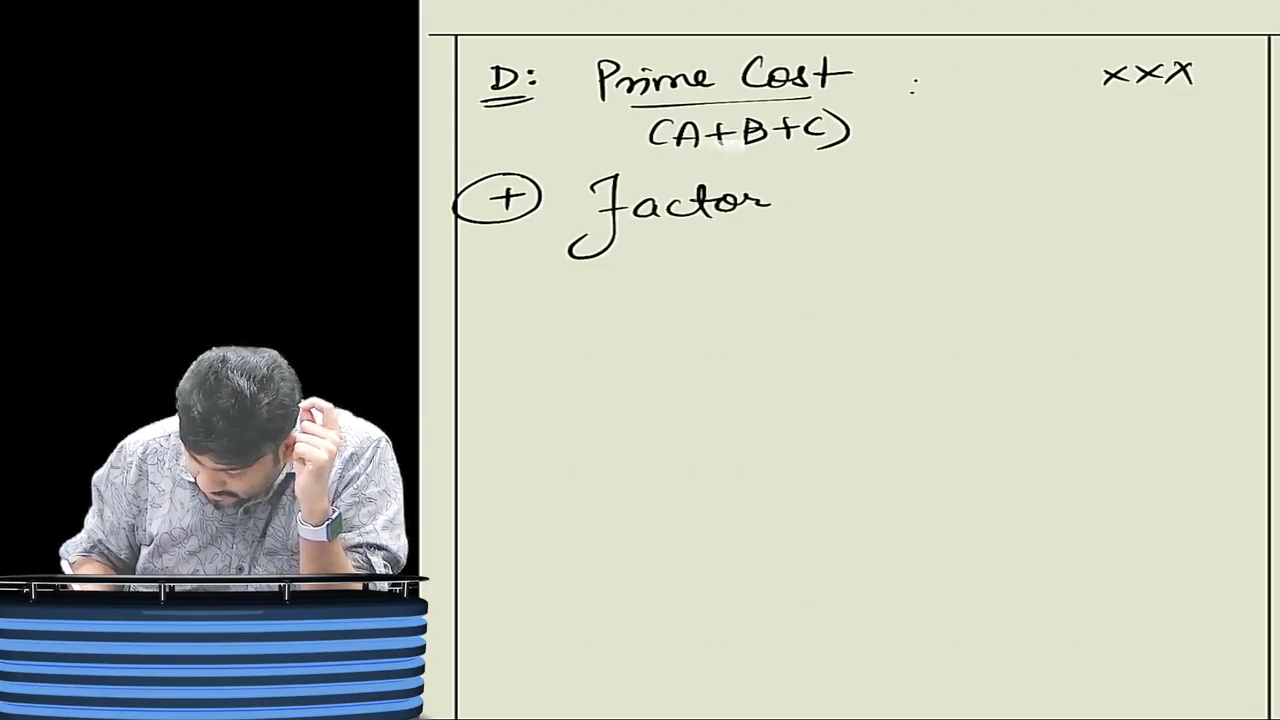 D: Prime Cost : xxx
(A+B+C)
+ Factor